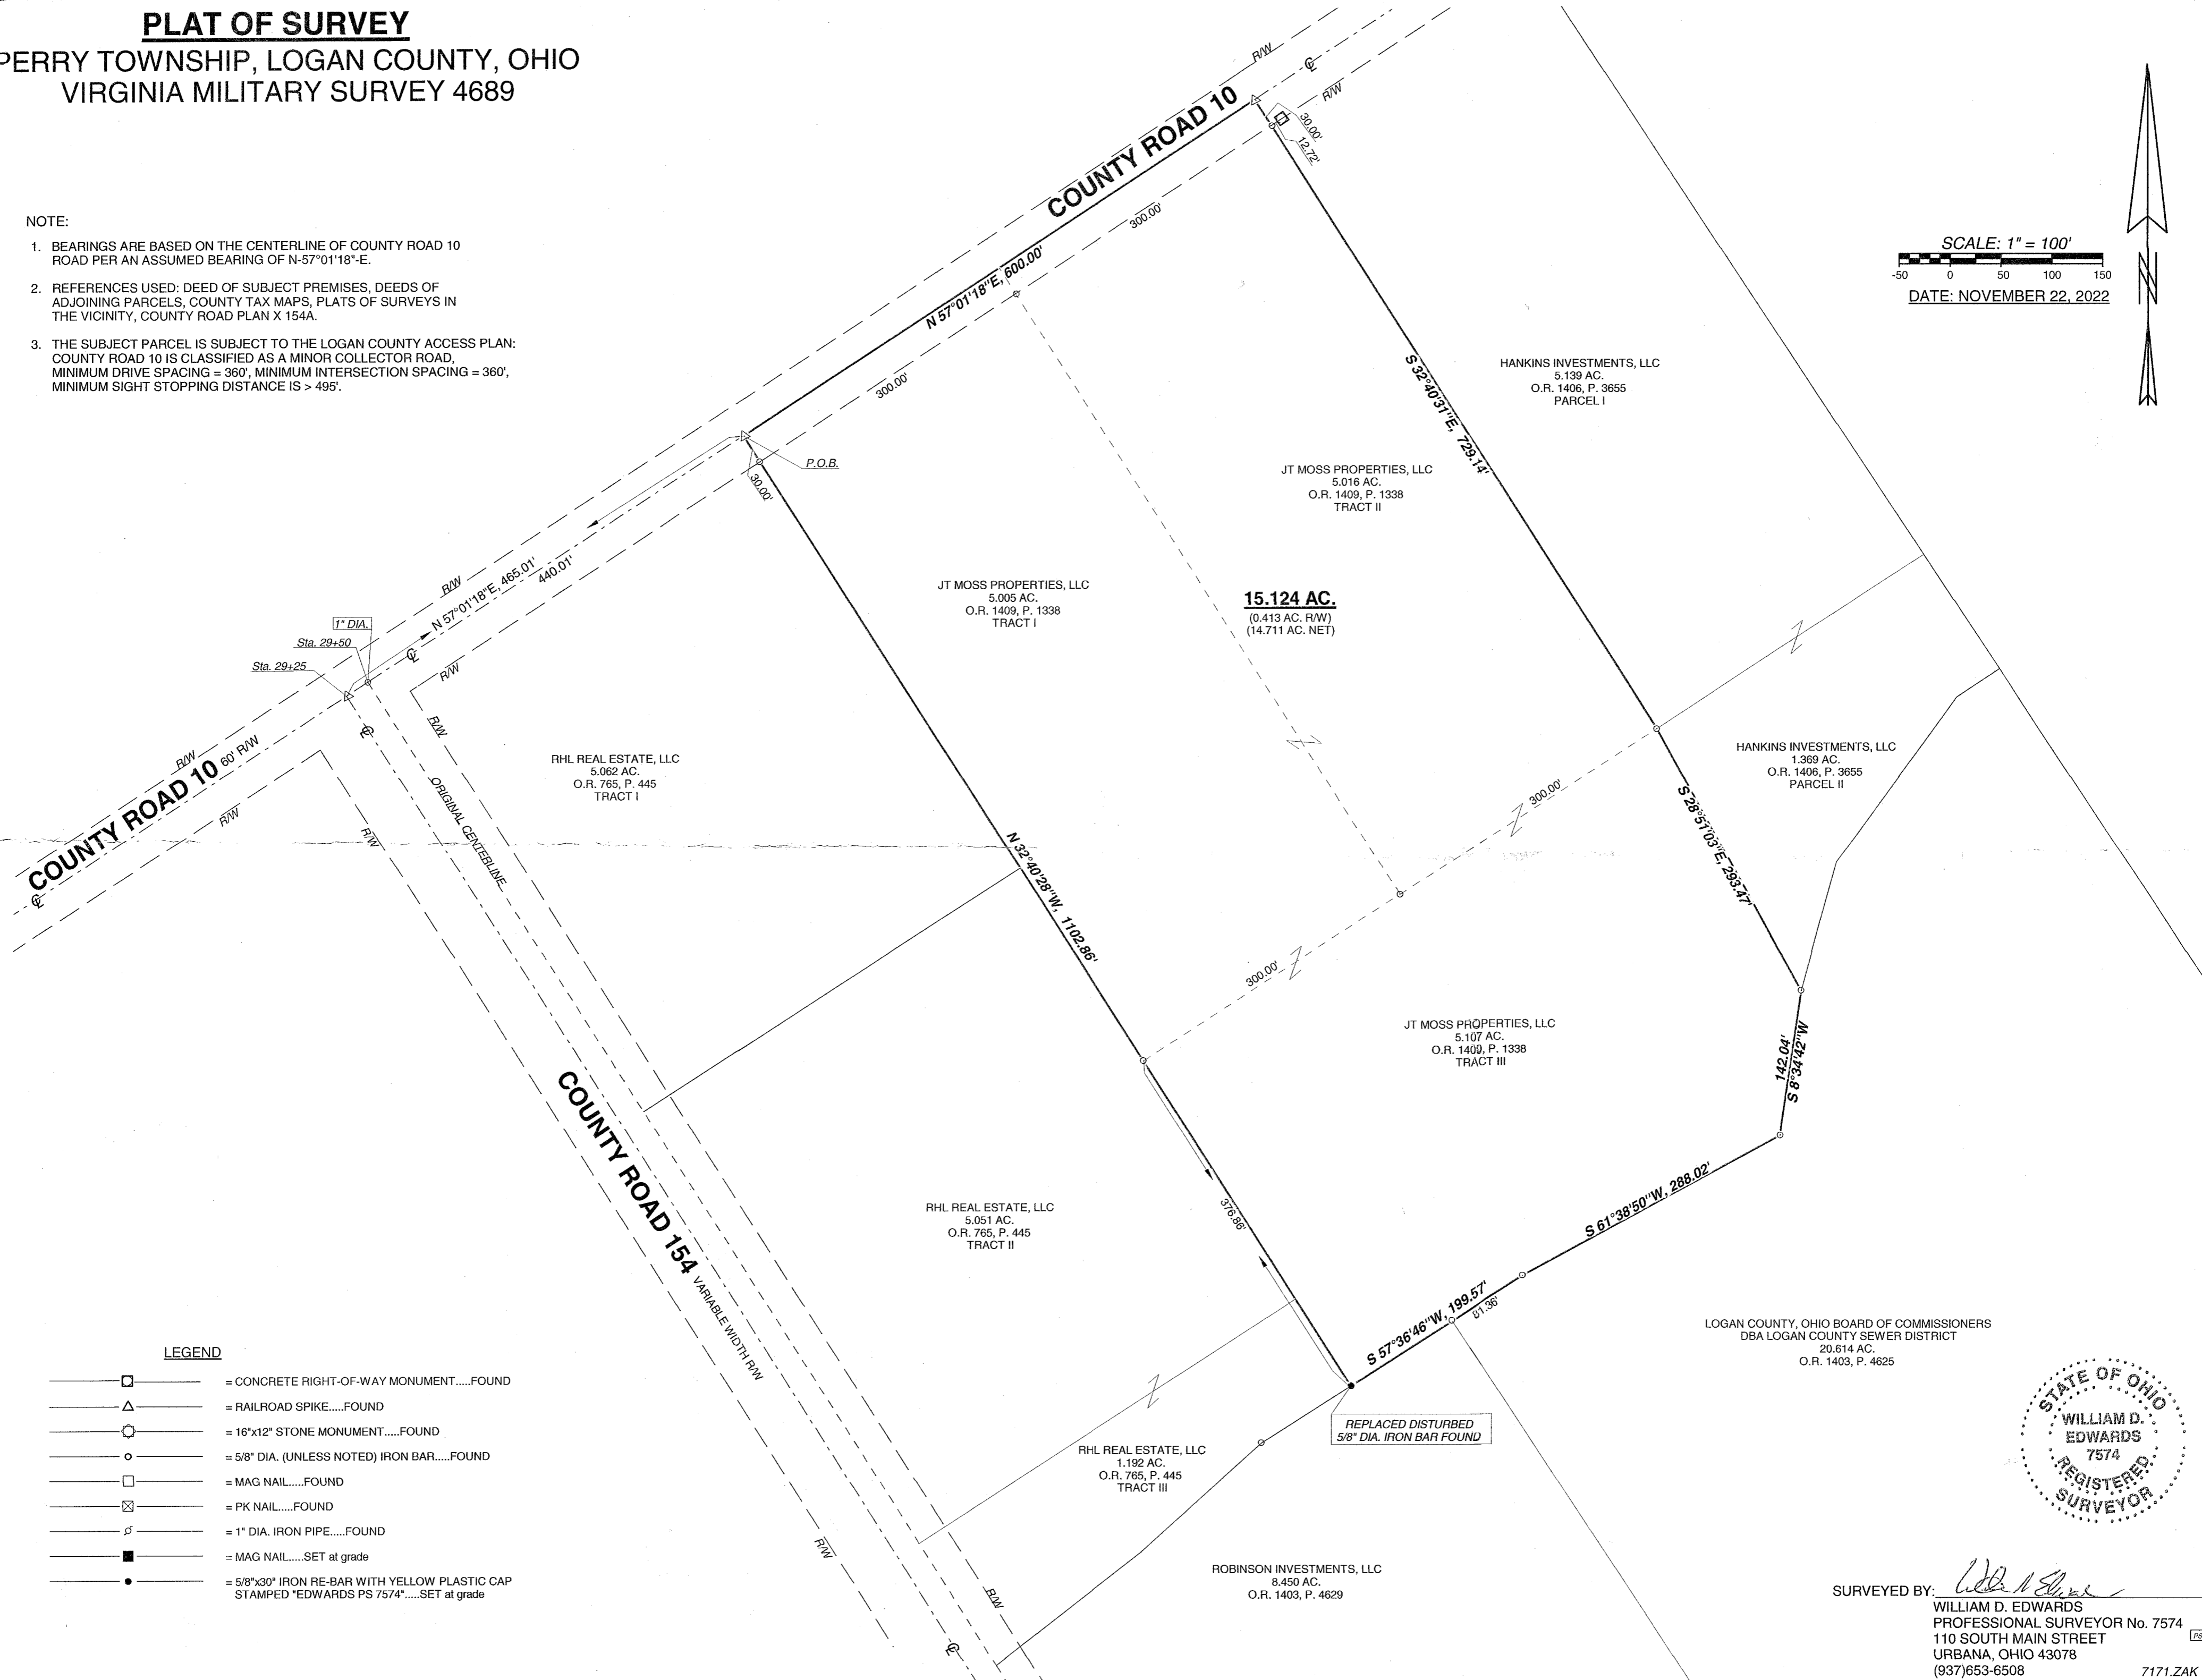 PLAT OF SURVEY
PERRY TOWNSHIP, LOGAN COUNTY, OHIO
VIRGINIA MILITARY SURVEY 4689
NOTE:
1. BEARINGS ARE BASED ON THE CENTERLINE OF COUNTY ROAD 10
ROAD PER AN ASSUMED BEARING OF N-57°01'18"-E.
2. REFERENCES USED: DEED OF SUBJECT PREMISES, DEEDS OF
ADJOINING PARCELS, COUNTY TAX MAPS, PLATS OF SURVEYS IN
THE VICINITY, COUNTY ROAD PLAN X 154A.
3. THE SUBJECT PARCEL IS SUBJECT TO THE LOGAN COUNTY ACCESS PLAN:
COUNTY ROAD 10 IS CLASSIFIED AS A MINOR COLLECTOR ROAD,
MINIMUM DRIVE SPACING = 360', MINIMUM INTERSECTION SPACING = 360',
MINIMUM SIGHT STOPPING DISTANCE IS > 495'.
R/W
℄
R/W
COUNTY ROAD 10
30.00'
12.72'
300.00'
N 57°01'18"E, 600.00'
300.00'
SCALE: 1" = 100'
-50 0 50 100 150
DATE: NOVEMBER 22, 2022
N
S 32°40'31"E, 729.14'
HANKINS INVESTMENTS, LLC
5.139 AC.
O.R. 1406, P. 3655
PARCEL I
P.O.B.
30.00'
JT MOSS PROPERTIES, LLC
5.016 AC.
O.R. 1409, P. 1338
TRACT II
R/W
N 57°01'18"E, 465.01'
440.01'
JT MOSS PROPERTIES, LLC
5.005 AC.
O.R. 1409, P. 1338
TRACT I
15.124 AC.
(0.413 AC. R/W)
(14.711 AC. NET)
1" DIA.
Sta. 29+50
Sta. 29+25
℄
R/W
R/W
℄
R/W
COUNTY ROAD 10 60' R/W
R/W
℄
R/W
ORIGINAL CENTERLINE
RHL REAL ESTATE, LLC
5.062 AC.
O.R. 765, P. 445
TRACT I
HANKINS INVESTMENTS, LLC
1.369 AC.
O.R. 1406, P. 3655
PARCEL II
300.00'
S 28°51'03"E, 293.47'
N 32°40'28"W, 1102.86'
300.00'
JT MOSS PROPERTIES, LLC
5.107 AC.
O.R. 1409, P. 1338
TRACT III
142.04'
S 8°34'42"W
COUNTY ROAD 154 VARIABLE WIDTH R/W
RHL REAL ESTATE, LLC
5.051 AC.
O.R. 765, P. 445
TRACT II
376.86'
S 61°38'50"W, 288.02'
S 57°36'46"W, 199.57'
81.36'
LOGAN COUNTY, OHIO BOARD OF COMMISSIONERS
DBA LOGAN COUNTY SEWER DISTRICT
20.614 AC.
O.R. 1403, P. 4625
REPLACED DISTURBED
5/8" DIA. IRON BAR FOUND
RHL REAL ESTATE, LLC
1.192 AC.
O.R. 765, P. 445
TRACT III
R/W
R/W
℄
ROBINSON INVESTMENTS, LLC
8.450 AC.
O.R. 1403, P. 4629
LEGEND
= CONCRETE RIGHT-OF-WAY MONUMENT.....FOUND
= RAILROAD SPIKE.....FOUND
= 16"x12" STONE MONUMENT.....FOUND
= 5/8" DIA. (UNLESS NOTED) IRON BAR.....FOUND
= MAG NAIL.....FOUND
= PK NAIL.....FOUND
= 1" DIA. IRON PIPE.....FOUND
= MAG NAIL.....SET at grade
= 5/8"x30" IRON RE-BAR WITH YELLOW PLASTIC CAP
STAMPED "EDWARDS PS 7574".....SET at grade
STATE OF OHIO
WILLIAM D.
EDWARDS
7574
REGISTERED
SURVEYOR
SURVEYED BY:
WILLIAM D. EDWARDS
PROFESSIONAL SURVEYOR No. 7574
110 SOUTH MAIN STREET
URBANA, OHIO 43078
(937)653-6508
7171.ZAK